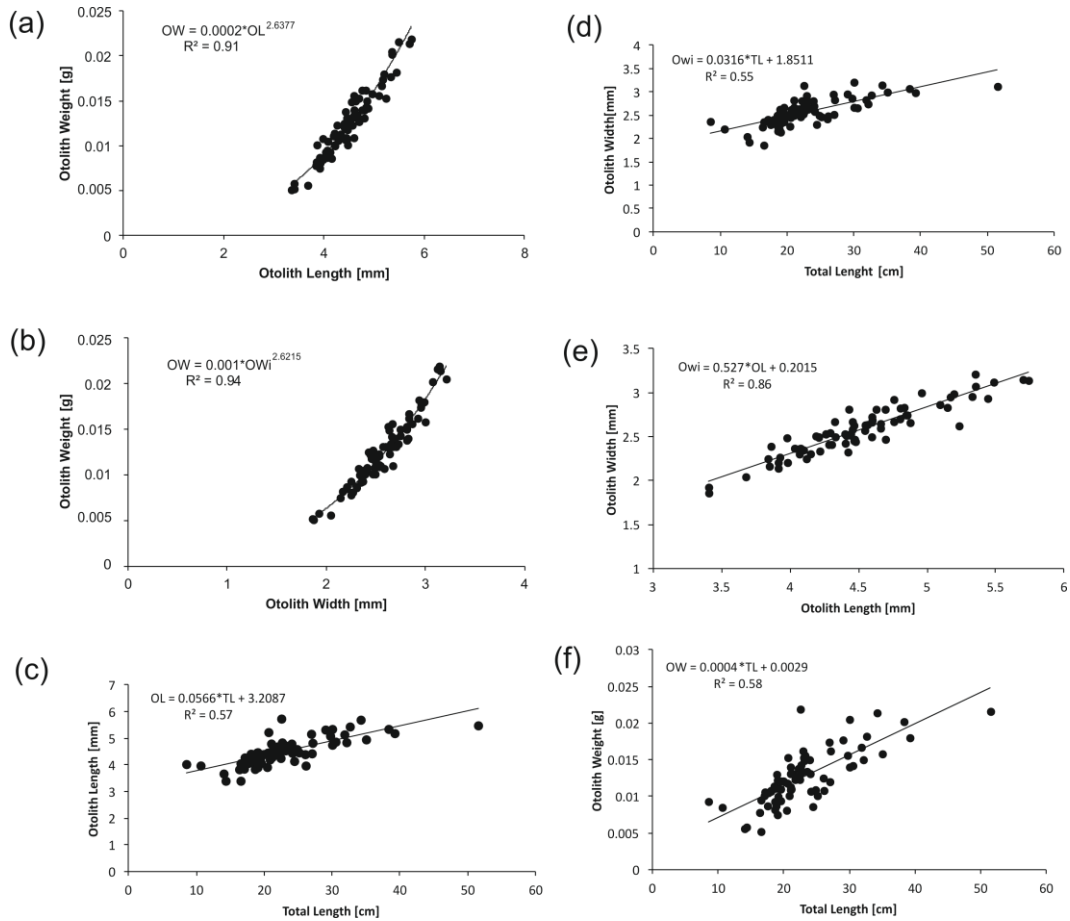 (a)
OW = 0.0002*OL^2.6377
R² = 0.91
Otolith Weight [g]
0.025
0.02
0.015
0.01
0.005
0
0 2 4 6 8
Otolith Length [mm]
(b)
OW = 0.001*OWi^2.6215
R² = 0.94
Otolith Weight [g]
0.025
0.02
0.015
0.01
0.005
0
0 1 2 3 4
Otolith Width [mm]
(c)
OL = 0.0566*TL + 3.2087
R² = 0.57
Otolith Length [mm]
7
6
5
4
3
2
1
0
0 10 20 30 40 50 60
Total Length [cm]
(d)
Owi = 0.0316*TL + 1.8511
R² = 0.55
Otolith Width[mm]
4
3.5
3
2.5
2
1.5
1
0.5
0
0 10 20 30 40 50 60
Total Lenght [cm]
(e)
Owi = 0.527*OL + 0.2015
R² = 0.86
Otolith Width [mm]
3.5
3
2.5
2
1.5
1
3 3.5 4 4.5 5 5.5 6
Otolith Length [mm]
(f)
OW = 0.0004*TL + 0.0029
R² = 0.58
Otolith Weight [g]
0.03
0.025
0.02
0.015
0.01
0.005
0
0 10 20 30 40 50 60
Total Length [cm]